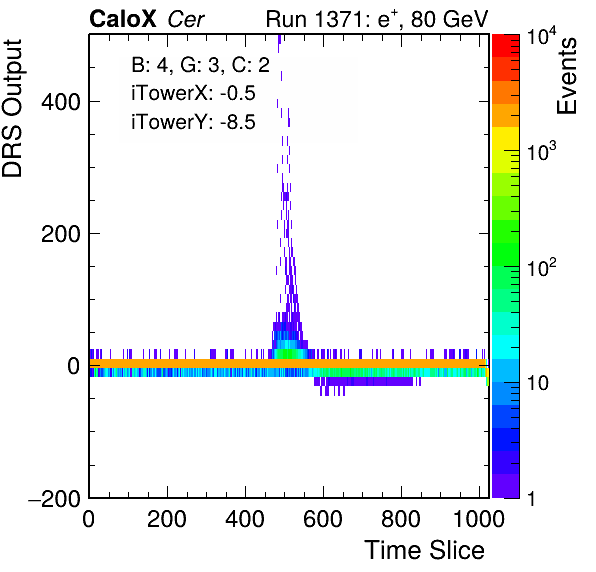 CaloX Cer Run 1371: e⁺, 80 GeV
B: 4, G: 3, C: 2
iTowerX: -0.5
iTowerY: -8.5
DRS Output
400
200
0
−200
0 200 400 600 800 1000
Time Slice
Events
10⁴
10³
10²
10
1